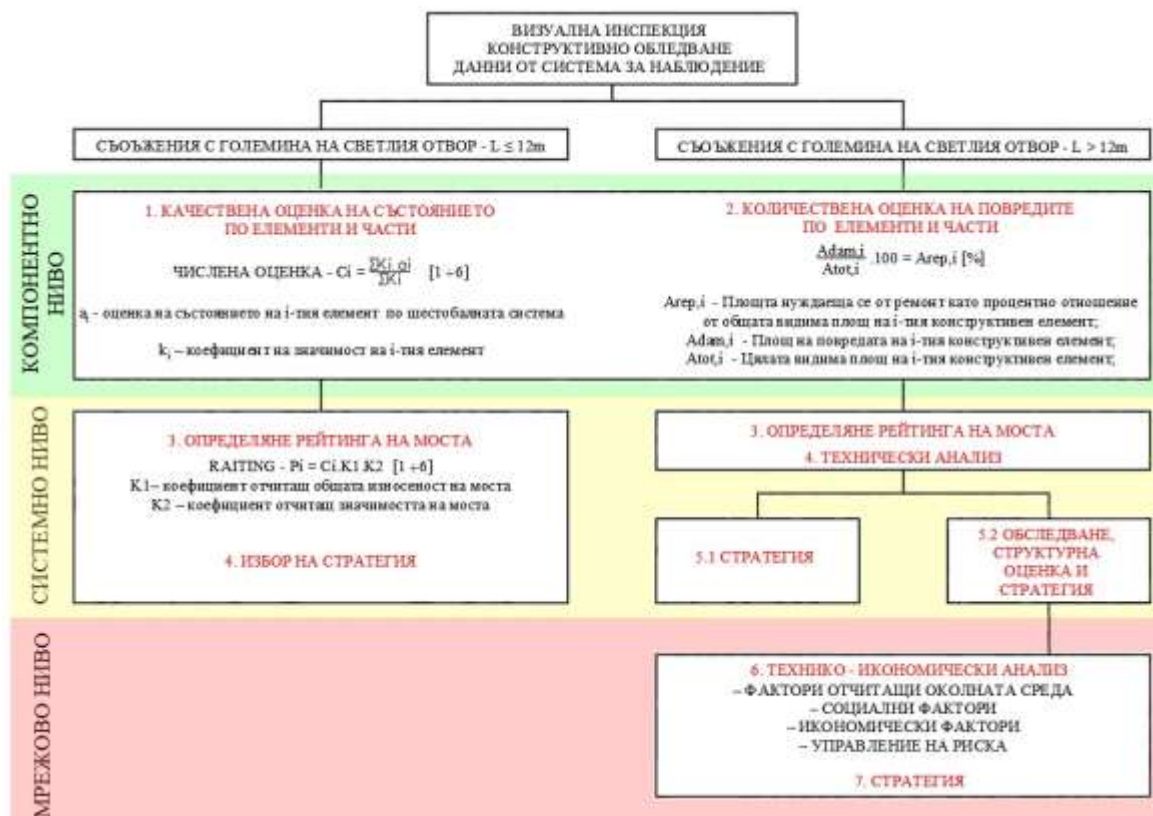 ВИЗУАЛНА ИНСПЕКЦИЯ
КОНСТРУКТИВНО ОБЛЕДВАНЕ
ДАННИ ОТ СИСТЕМА ЗА НАБЛЮДЕНИЕ
СЪОЪЖЕНИЯ С ГОЛЕМИНА НА СВЕТЛИЯ ОТВОР - L ≤ 12m
СЪОЪЖЕНИЯ С ГОЛЕМИНА НА СВЕТЛИЯ ОТВОР - L > 12m
КОМПОНЕНТНО
НИВО
1. КАЧЕСТВЕНА ОЦЕНКА НА СЪСТОЯНИЕТО
ПО ЕЛЕМЕНТИ И ЧАСТИ
ЧИСЛЕНА ОЦЕНКА - Ci = ΣKi ai / ΣKi [1÷6]
ai - оценка на състоянието на i-тия елемент по шестобалната система
ki – коефициент на значимост на i-тия елемент
2. КОЛИЧЕСТВЕНА ОЦЕНКА НА ПОВРЕДИТЕ
ПО ЕЛЕМЕНТИ И ЧАСТИ
Adam,i / Atot,i .100 = Arep,i [%]
Arep,i – Площта нуждаеща се от ремонт като процентно отношение
от общата видима площ на i-тия конструктивен елемент;
Adam,i - Площ на повредата на i-тия конструктивен елемент;
Atot,i - Цялата видима площ на i-тия конструктивен елемент;
СИСТЕМНО НИВО
3. ОПРЕДЕЛЯНЕ РЕЙТИНГА НА МОСТА
RAITING - Pi = Ci.K1.K2 [1÷6]
K1– коефициент отчиташ общата износеност на моста
K2 – коефициент отчитащ значимостта на моста
4. ИЗБОР НА СТРАТЕГИЯ
3. ОПРЕДЕЛЯНЕ РЕЙТИНГА НА МОСТА
4. ТЕХНИЧЕСКИ АНАЛИЗ
5.1 СТРАТЕГИЯ
5.2 ОБСЛЕДВАНЕ,
СТРУКТУРНА
ОЦЕНКА И
СТРАТЕГИЯ
МРЕЖОВО НИВО
6. ТЕХНИКО - ИКОНОМИЧЕСКИ АНАЛИЗ
– ФАКТОРИ ОТЧИТАЩИ ОКОЛНАТА СРЕДА
– СОЦИАЛНИ ФАКТОРИ
– ИКОНОМИЧЕСКИ ФАКТОРИ
– УПРАВЛЕНИЕ НА РИСКА
7. СТРАТЕГИЯ